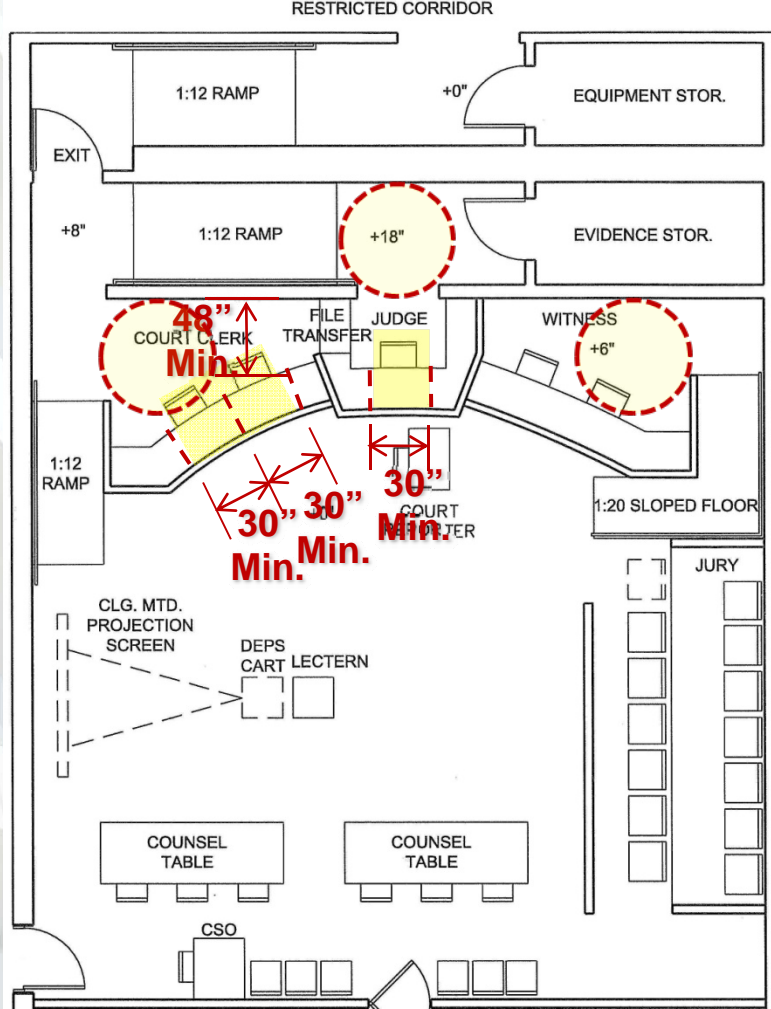 RESTRICTED CORRIDOR
1:12 RAMP
+0"
EQUIPMENT STOR.
EXIT
+8"
1:12 RAMP
+18"
EVIDENCE STOR.
48”
Min.
COURT CLERK
FILE
TRANSFER
JUDGE
WITNESS
+6"
1:12
RAMP
30”
Min.
30”
Min.
30”
Min.
COURT
REPORTER
1:20 SLOPED FLOOR
JURY
CLG. MTD.
PROJECTION
SCREEN
DEPS
CART
LECTERN
COUNSEL
TABLE
COUNSEL
TABLE
CSO